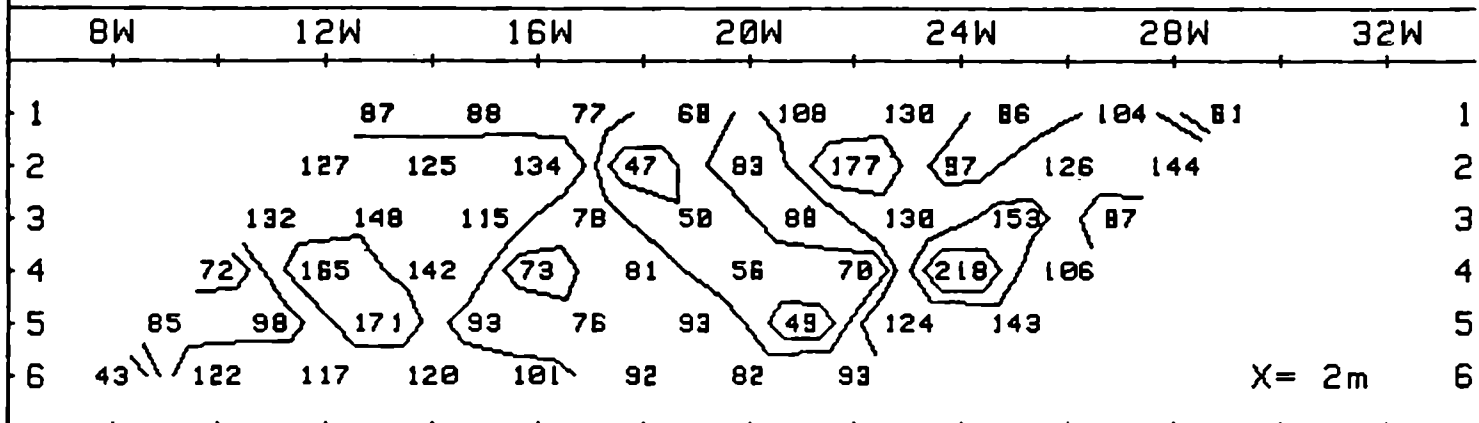 8W 12W 16W 20W 24W 28W 32W
1 87 88 77 68 108 130 86 104 81 1
2 127 125 134 47 83 177 97 126 144 2
3 132 148 115 78 50 88 130 153 87 3
4 72 165 142 73 81 56 70 218 106 4
5 85 98 171 93 76 93 49 124 143 5
6 43 122 117 120 101 92 82 93 X= 2m 6